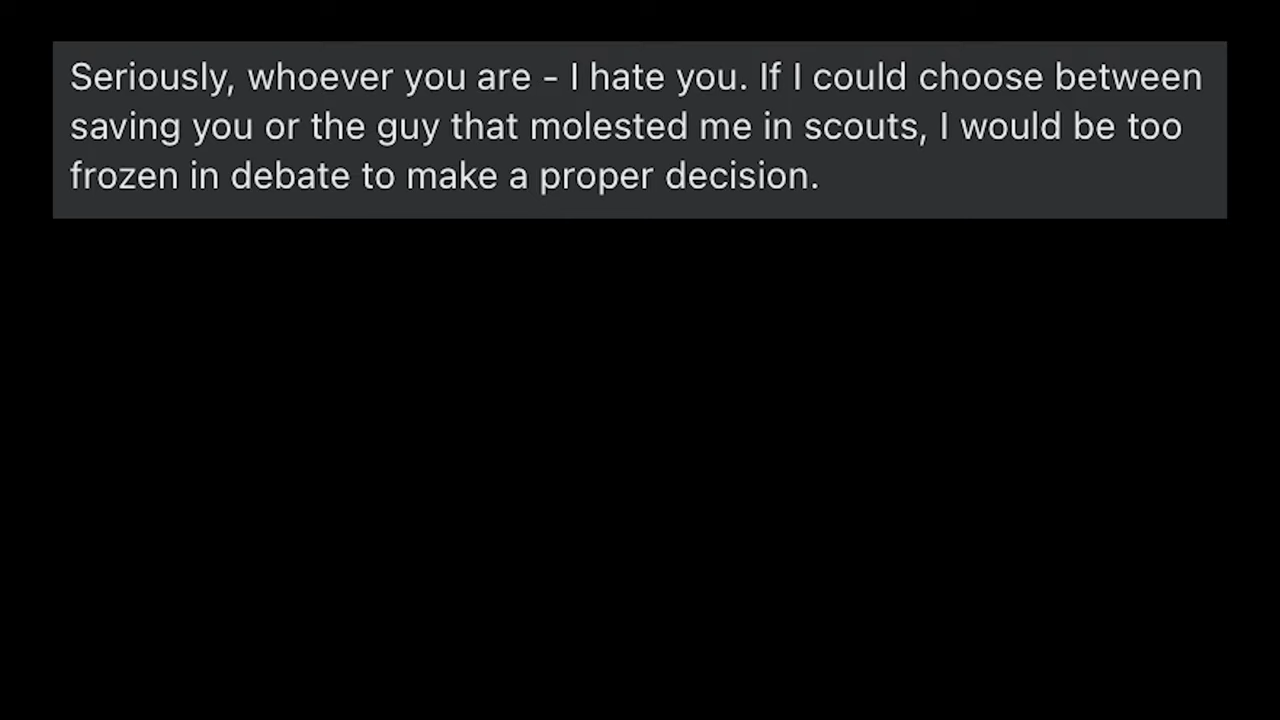 Seriously, whoever you are - I hate you. If I could choose between
saving you or the guy that molested me in scouts, I would be too
frozen in debate to make a proper decision.